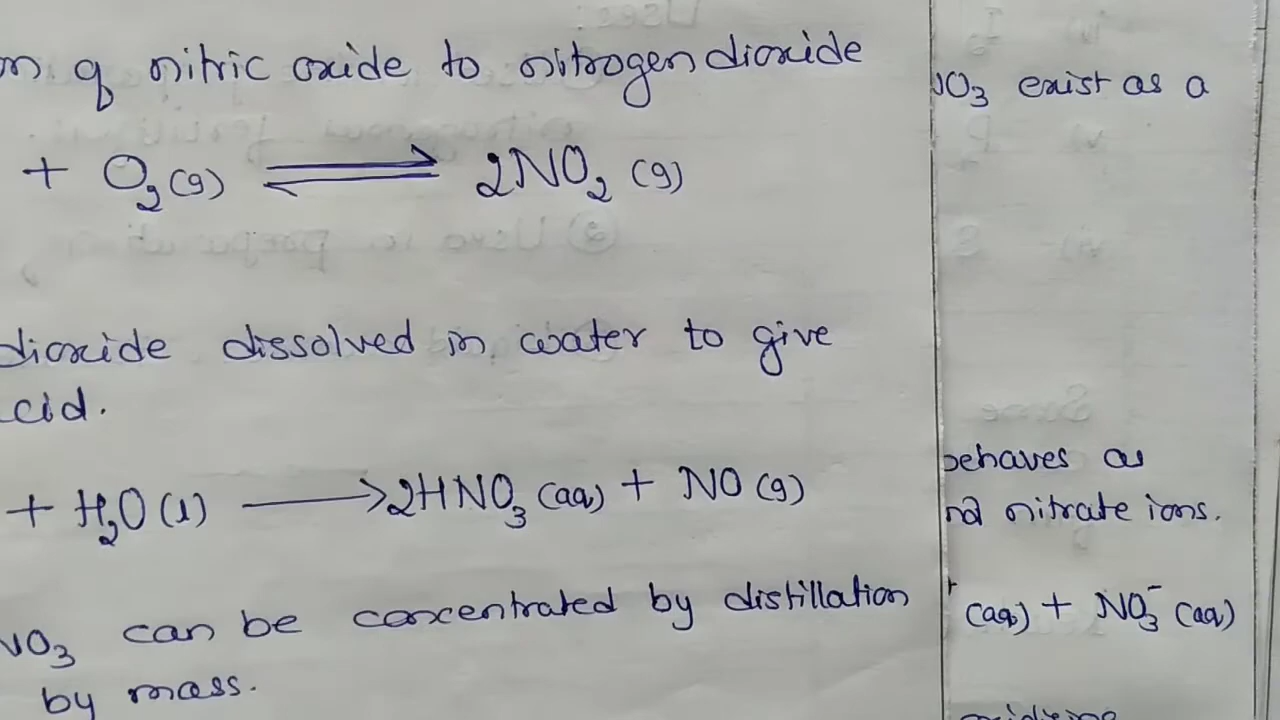 of nitric oxide to nitrogen dioxide
+ O₂(g) ⇌ 2NO₂ (g)
dioxide dissolved in water to give
cid.
+ H₂O (l) ⟶ 2HNO₃ (aq) + NO (g)
NO₃ can be concentrated by distillation
by mass.
NO₃ exist as a
behaves as
nd nitrate ions.
⁺ (aq) + NO₃⁻ (aq)